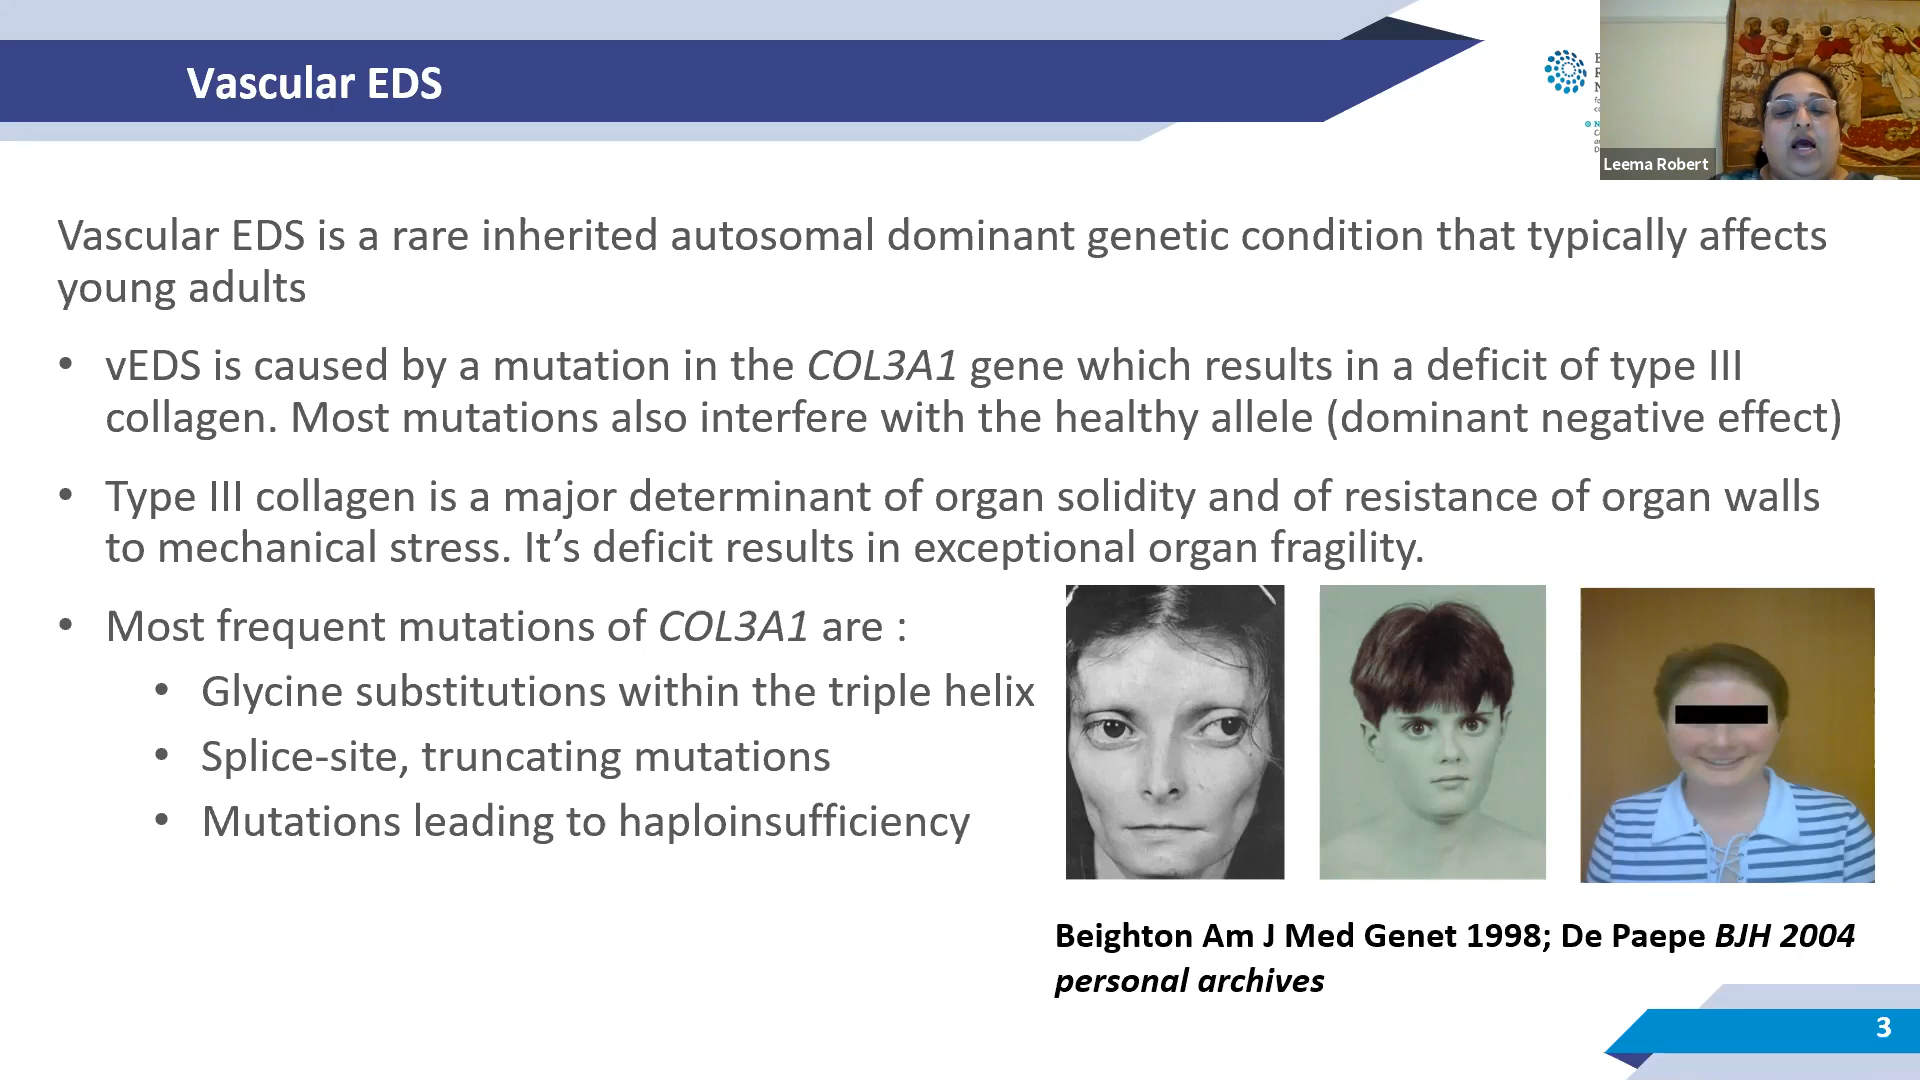 Vascular EDS
Leema Robert
Vascular EDS is a rare inherited autosomal dominant genetic condition that typically affects
young adults
• vEDS is caused by a mutation in the COL3A1 gene which results in a deficit of type III
collagen. Most mutations also interfere with the healthy allele (dominant negative effect)
• Type III collagen is a major determinant of organ solidity and of resistance of organ walls
to mechanical stress. It’s deficit results in exceptional organ fragility.
• Most frequent mutations of COL3A1 are :
• Glycine substitutions within the triple helix
• Splice-site, truncating mutations
• Mutations leading to haploinsufficiency
Beighton Am J Med Genet 1998; De Paepe BJH 2004
personal archives
3